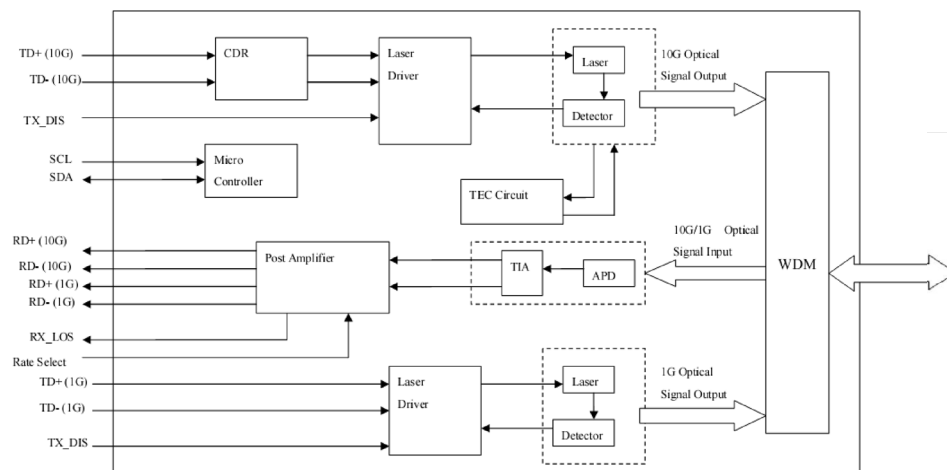 TD+ (10G)
CDR
Laser
Driver
Laser
10G Optical
Signal Output
TD- (10G)
Detector
TX_DIS
SCL
SDA
Micro
Controller
TEC Circuit
RD+ (10G)
RD- (10G)
RD+ (1G)
RD- (1G)
Post Amplifier
TIA
APD
10G/1G Optical
Signal Input
WDM
RX_LOS
Rate Select
TD+ (1G)
TD- (1G)
TX_DIS
Laser
Driver
Laser
Detector
1G Optical
Signal Output